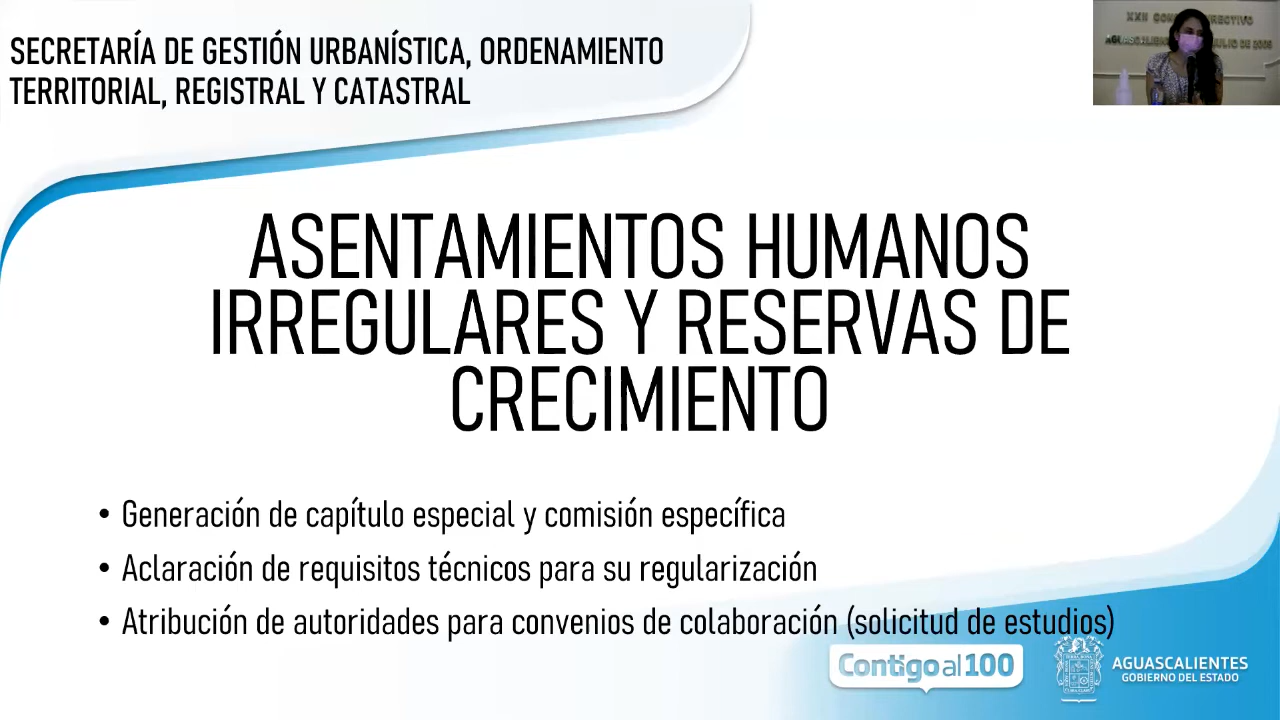 SECRETARÍA DE GESTIÓN URBANÍSTICA, ORDENAMIENTO
TERRITORIAL, REGISTRAL Y CATASTRAL
ASENTAMIENTOS HUMANOS
IRREGULARES Y RESERVAS DE
CRECIMIENTO
• Generación de capítulo especial y comisión específica
• Aclaración de requisitos técnicos para su regularización
• Atribución de autoridades para convenios de colaboración (solicitud de estudios)
Contigo al 100
AGUASCALIENTES
GOBIERNO DEL ESTADO